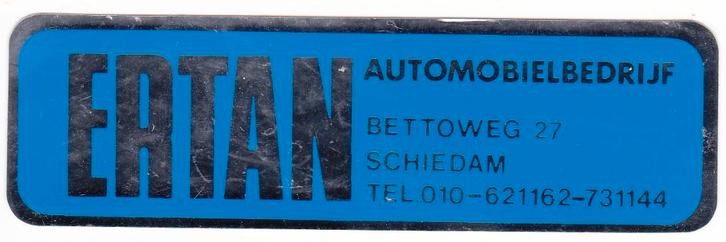 ERTAN
AUTOMOBIELBEDRIJF
BETTOWEG 27
SCHIEDAM
TEL.010-621162-731144